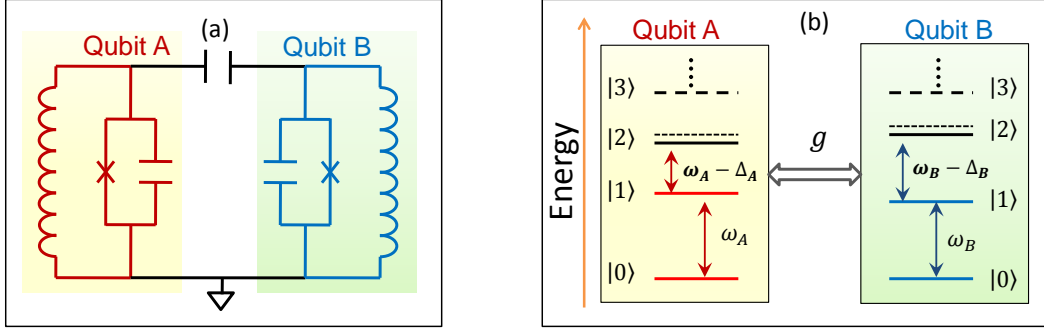 (a)
Qubit A
Qubit B
(b)
Qubit A
Qubit B
Energy
|3⟩
|2⟩
ω_A − Δ_A
|1⟩
ω_A
|0⟩
g
|3⟩
|2⟩
ω_B − Δ_B
|1⟩
ω_B
|0⟩